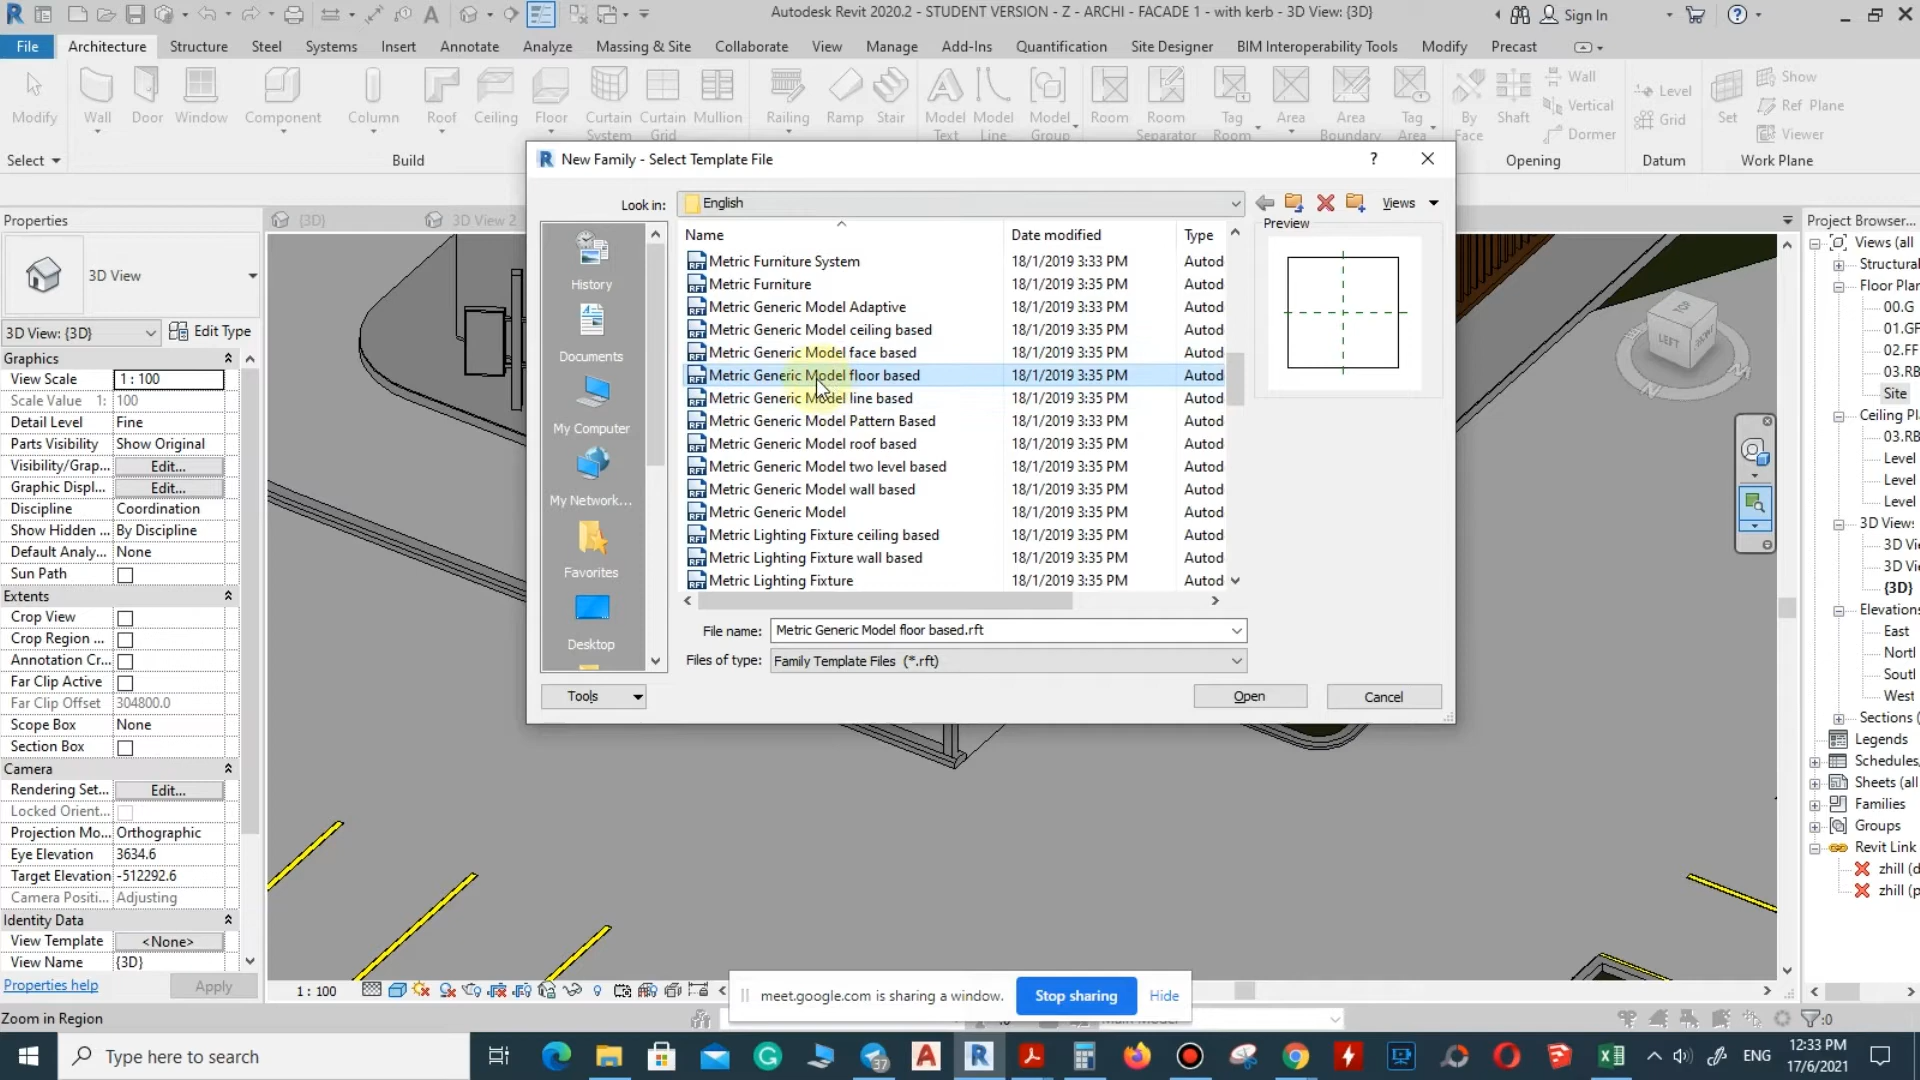 Autodesk Revit 2020.2 - STUDENT VERSION - Z - ARCHI - FACADE 1 - with kerb - 3D View: {3D}
Sign In
File Architecture Structure Steel Systems Insert Annotate Analyze Massing & Site Collaborate View Manage Add-Ins Quantification Site Designer BIM Interoperability Tools Modify Precast
Modify Wall Door Window Component Column Roof Ceiling Floor Curtain System Curtain Grid Mullion Railing Ramp Stair Model Text Model Line Model Group Room Room Separator Tag Room Area Area Boundary Tag Area By Face Shaft Wall Vertical Dormer Level Grid Set Show Ref Plane Viewer
Select Build Opening Datum Work Plane
New Family - Select Template File
Look in: English Views
Preview
Name Date modified Type
Metric Furniture System 18/1/2019 3:33 PM Autod
Metric Furniture 18/1/2019 3:35 PM Autod
Metric Generic Model Adaptive 18/1/2019 3:33 PM Autod
Metric Generic Model ceiling based 18/1/2019 3:35 PM Autod
Metric Generic Model face based 18/1/2019 3:35 PM Autod
Metric Generic Model floor based 18/1/2019 3:35 PM Autod
Metric Generic Model line based 18/1/2019 3:35 PM Autod
Metric Generic Model Pattern Based 18/1/2019 3:33 PM Autod
Metric Generic Model roof based 18/1/2019 3:35 PM Autod
Metric Generic Model two level based 18/1/2019 3:35 PM Autod
Metric Generic Model wall based 18/1/2019 3:35 PM Autod
Metric Generic Model 18/1/2019 3:35 PM Autod
Metric Lighting Fixture ceiling based 18/1/2019 3:35 PM Autod
Metric Lighting Fixture wall based 18/1/2019 3:35 PM Autod
Metric Lighting Fixture 18/1/2019 3:35 PM Autod
History
Documents
My Computer
My Network...
Favorites
Desktop
File name: Metric Generic Model floor based.rft
Files of type: Family Template Files (*.rft)
Tools Open Cancel
Properties
{3D} 3D View 2
3D View
3D View: {3D} Edit Type
Graphics
View Scale 1 : 100
Scale Value 1: 100
Detail Level Fine
Parts Visibility Show Original
Visibility/Grap... Edit...
Graphic Displ... Edit...
Discipline Coordination
Show Hidden ... By Discipline
Default Analy... None
Sun Path
Extents
Crop View
Crop Region ...
Annotation Cr...
Far Clip Active
Far Clip Offset 304800.0
Scope Box None
Section Box
Camera
Rendering Set... Edit...
Locked Orient...
Projection Mo... Orthographic
Eye Elevation 3634.6
Target Elevation -512292.6
Camera Positi... Adjusting
Identity Data
View Template <None>
View Name {3D}
Properties help Apply
TOP
LEFT
Project Browser...
Views (all
Structural
Floor Plan
00.G
01.GF
02.FF
03.RB
Site
Ceiling Pl
03.RB
Level
Level
Level
3D Views
3D Vie
3D Vie
{3D}
Elevations
East
North
South
West
Sections (
Legends
Schedules,
Sheets (all
Families
Groups
Revit Link
zhill (d
zhill (p
1 : 100
meet.google.com is sharing a window. Stop sharing Hide
Zoom in Region
:0
Type here to search
37
ENG
12:33 PM
17/6/2021